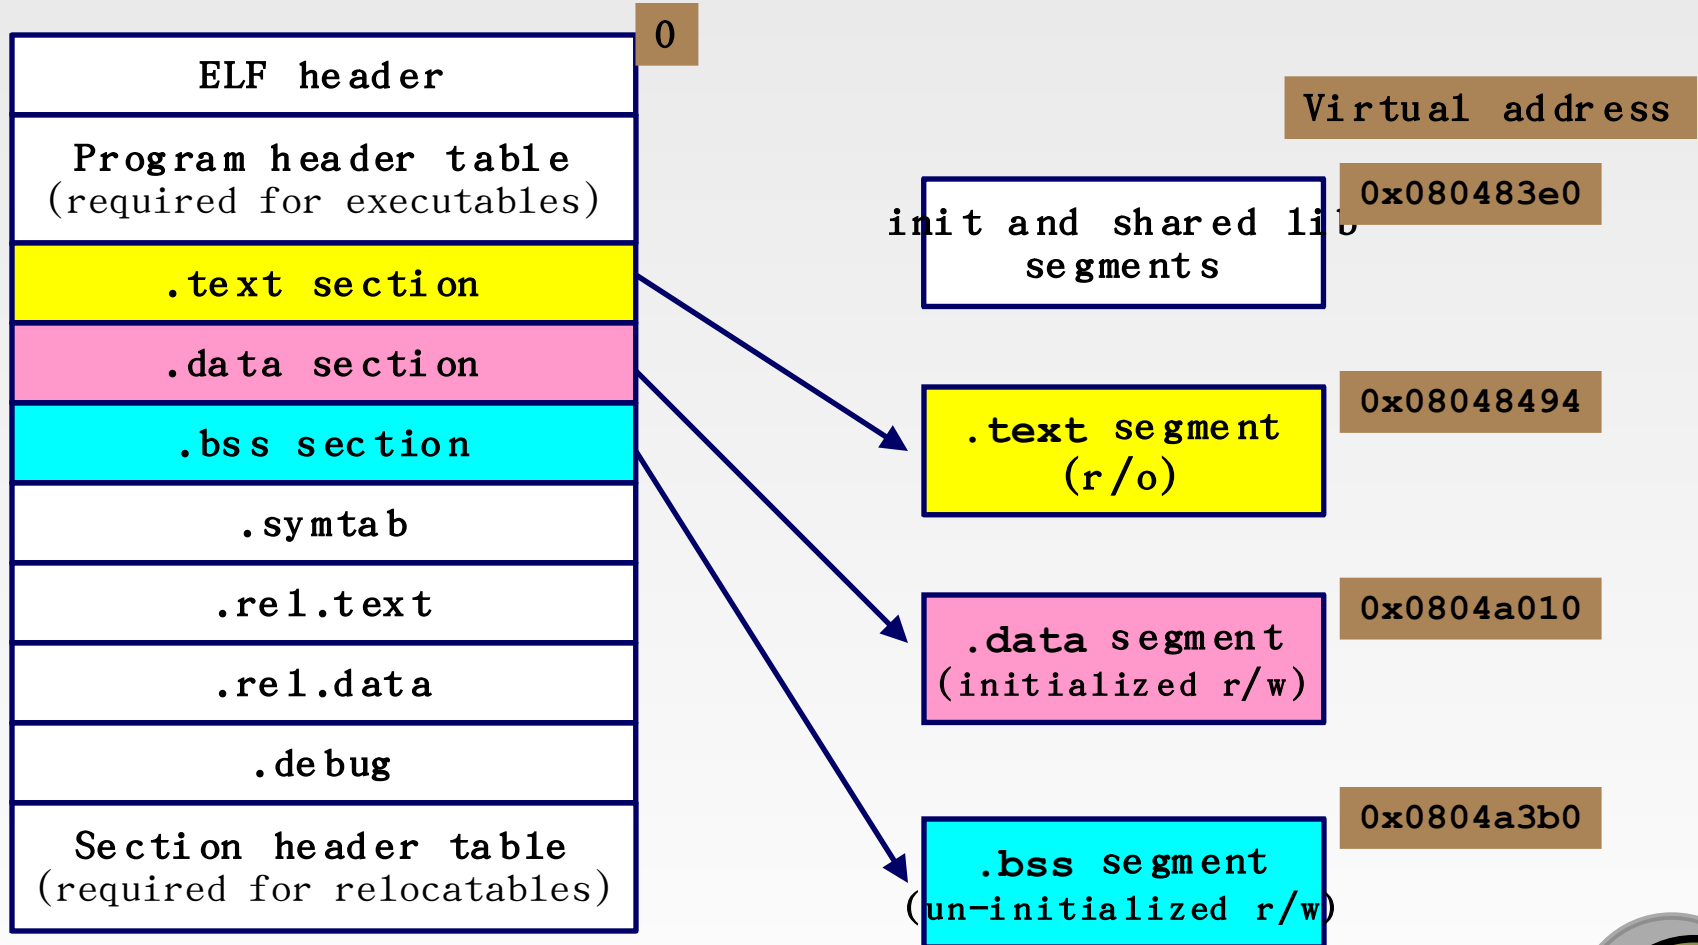 0
ELF header
Program header table
(required for executables)
.text section
.data section
.bss section
.symtab
.rel.text
.rel.data
.debug
Section header table
(required for relocatables)
Virtual address
0x080483e0
init and shared lib
segments
0x08048494
.text segment
(r/o)
0x0804a010
.data segment
(initialized r/w)
0x0804a3b0
.bss segment
(un-initialized r/w)